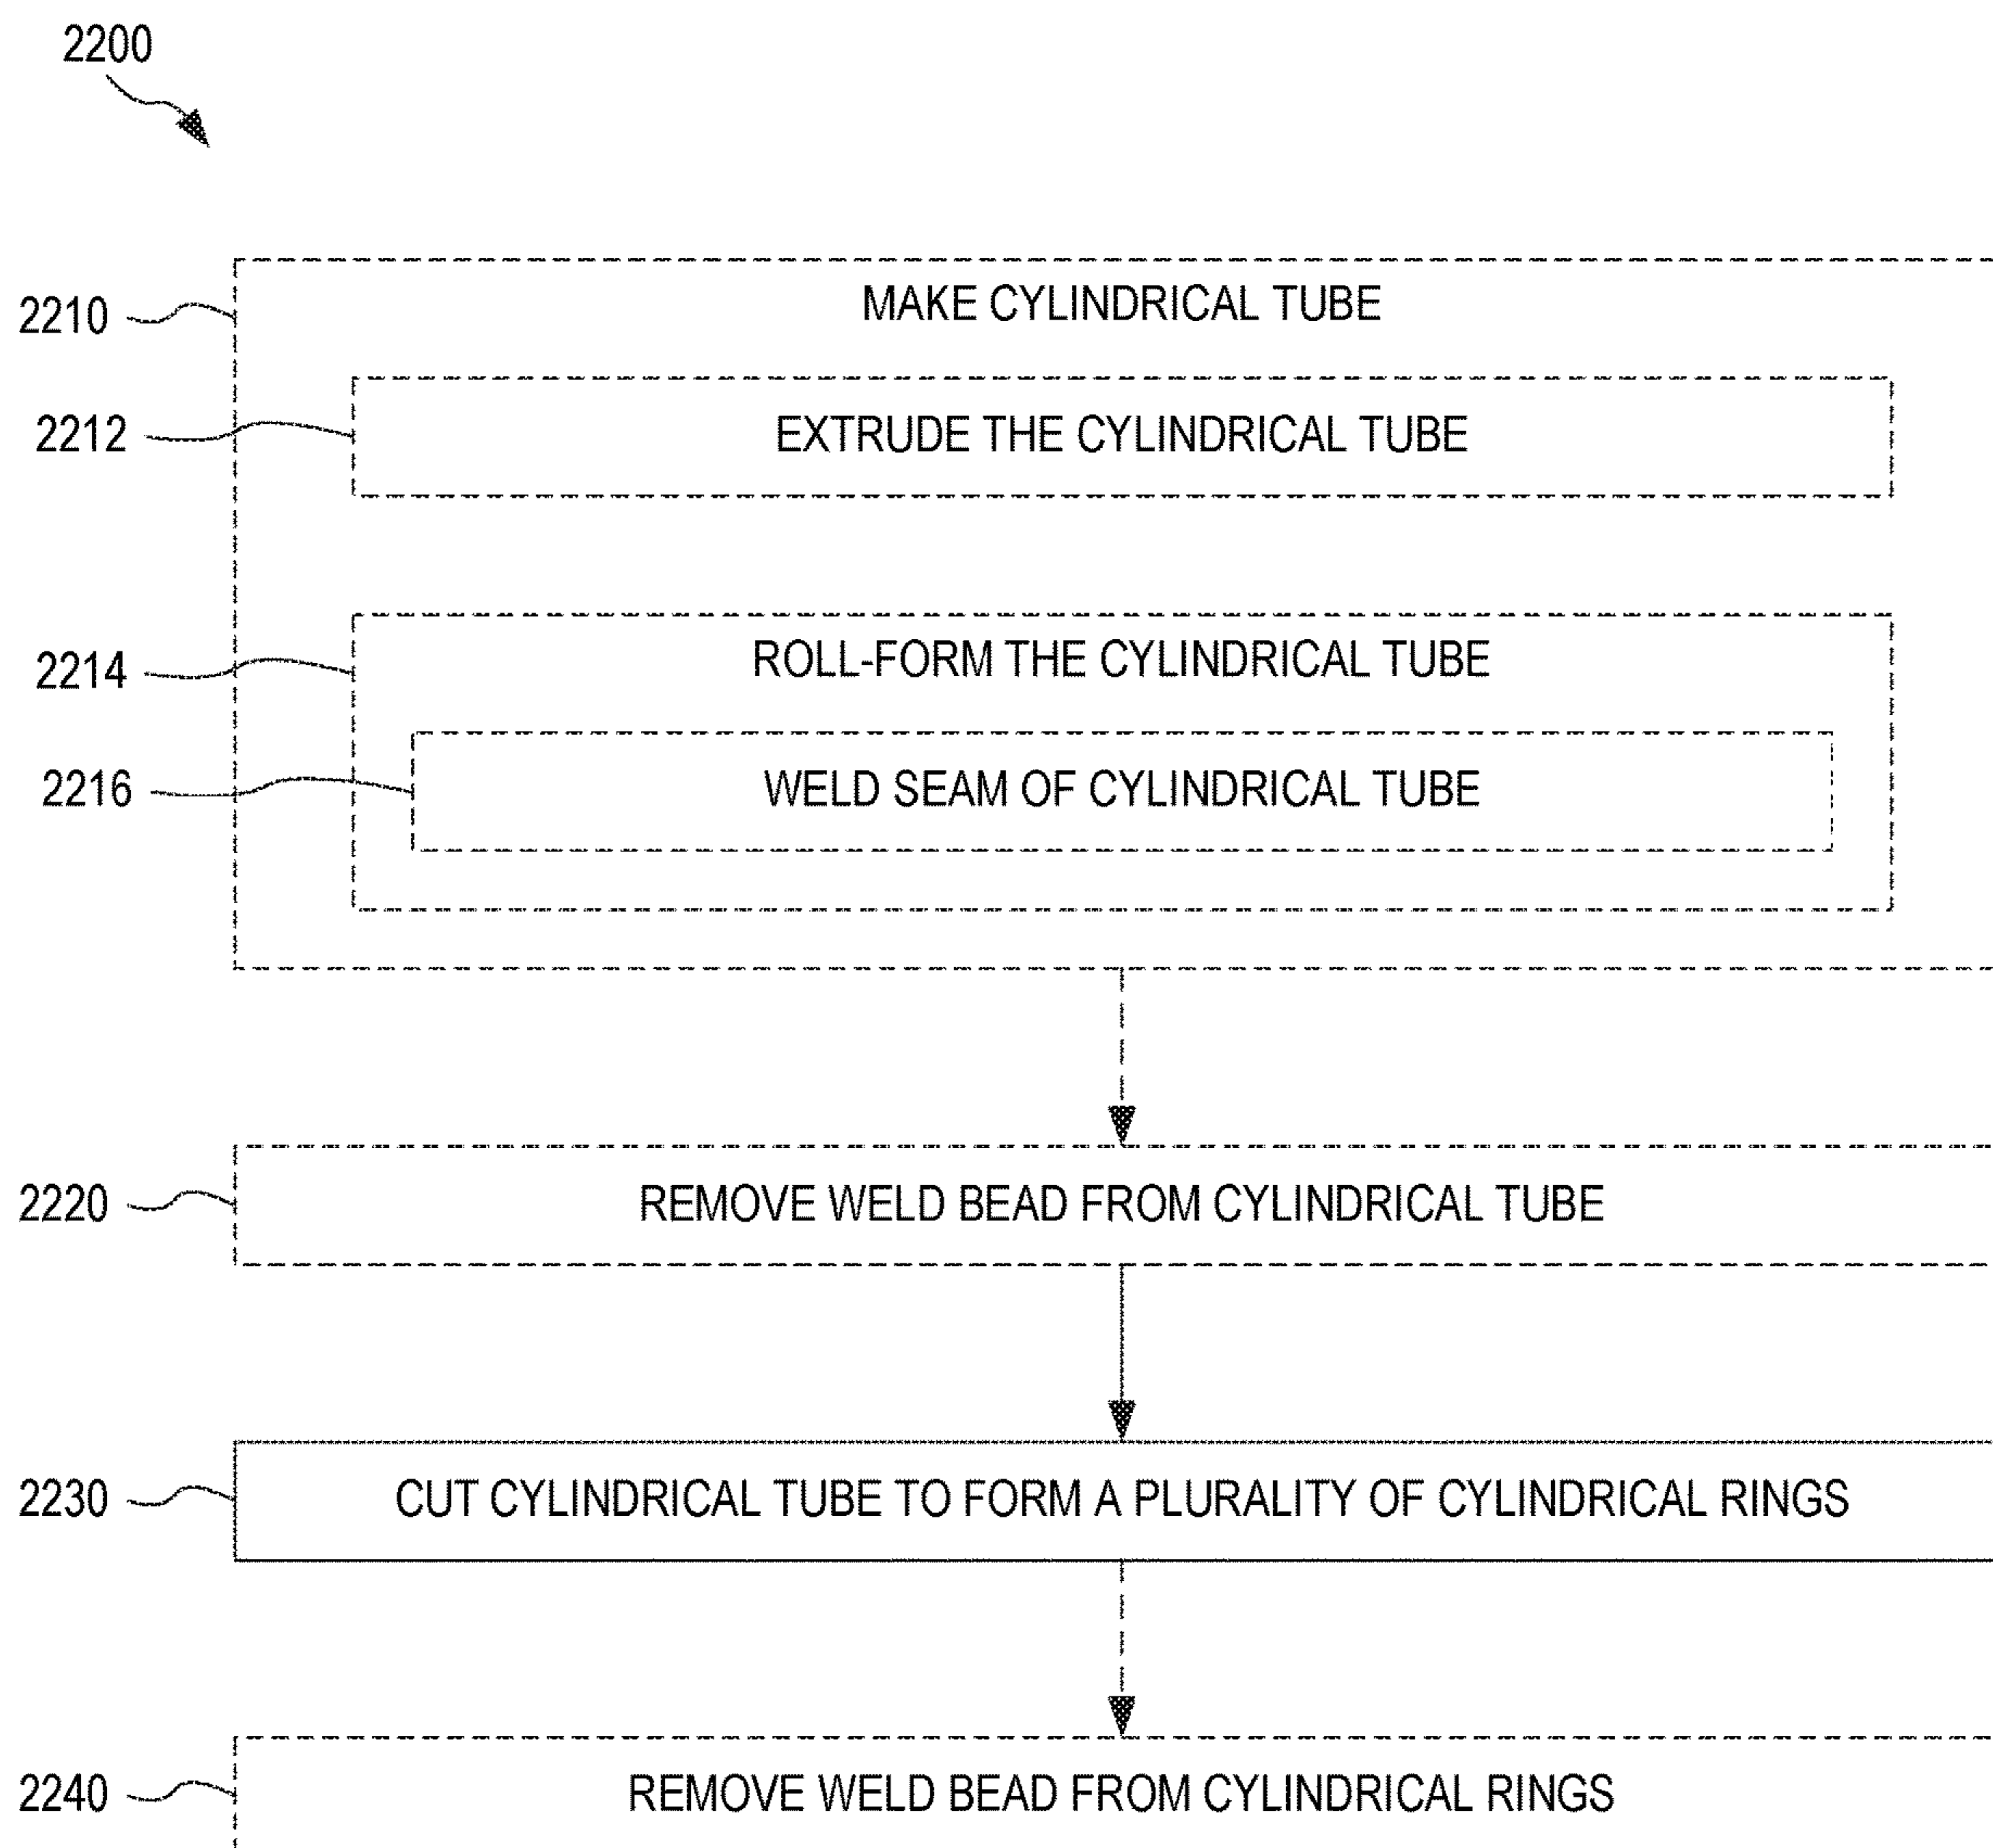 2200
2210
MAKE CYLINDRICAL TUBE
2212
EXTRUDE THE CYLINDRICAL TUBE
2214
ROLL-FORM THE CYLINDRICAL TUBE
2216
WELD SEAM OF CYLINDRICAL TUBE
2220
REMOVE WELD BEAD FROM CYLINDRICAL TUBE
2230
CUT CYLINDRICAL TUBE TO FORM A PLURALITY OF CYLINDRICAL RINGS
2240
REMOVE WELD BEAD FROM CYLINDRICAL RINGS